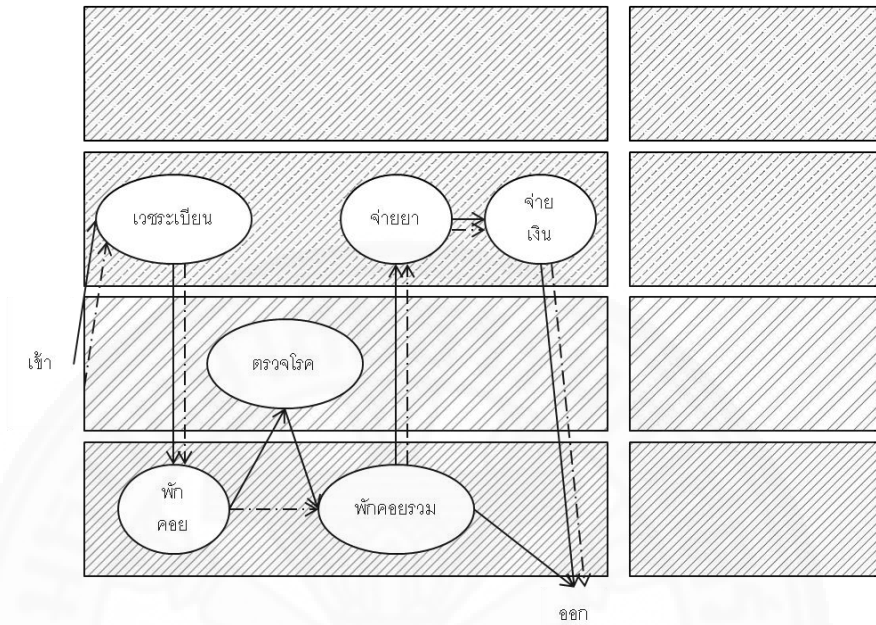 เวชระเบียน
จ่ายยา
จ่าย
เงิน
เข้า
ตรวจโรค
พัก
คอย
พักคอยรวม
ออก